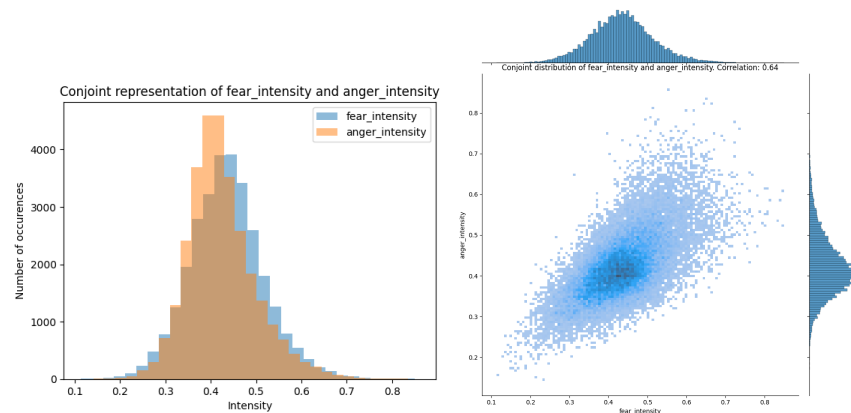 Conjoint representation of fear_intensity and anger_intensity
fear_intensity
anger_intensity
Number of occurences
4000
3000
2000
1000
0
0.1 0.2 0.3 0.4 0.5 0.6 0.7 0.8
Intensity
Conjoint distribution of fear_intensity and anger_intensity. Correlation: 0.64
anger_intensity
0.8
0.7
0.6
0.5
0.4
0.3
0.2
0.1 0.2 0.3 0.4 0.5 0.6 0.7 0.8
fear_intensity